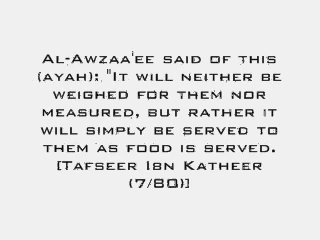 Al-Awzaa'ee said of this
(ayah): "It will neither be
weighed for them nor
measured, but rather it
will simply be served to
them as food is served.
[Tafseer Ibn Katheer
(7/80)]